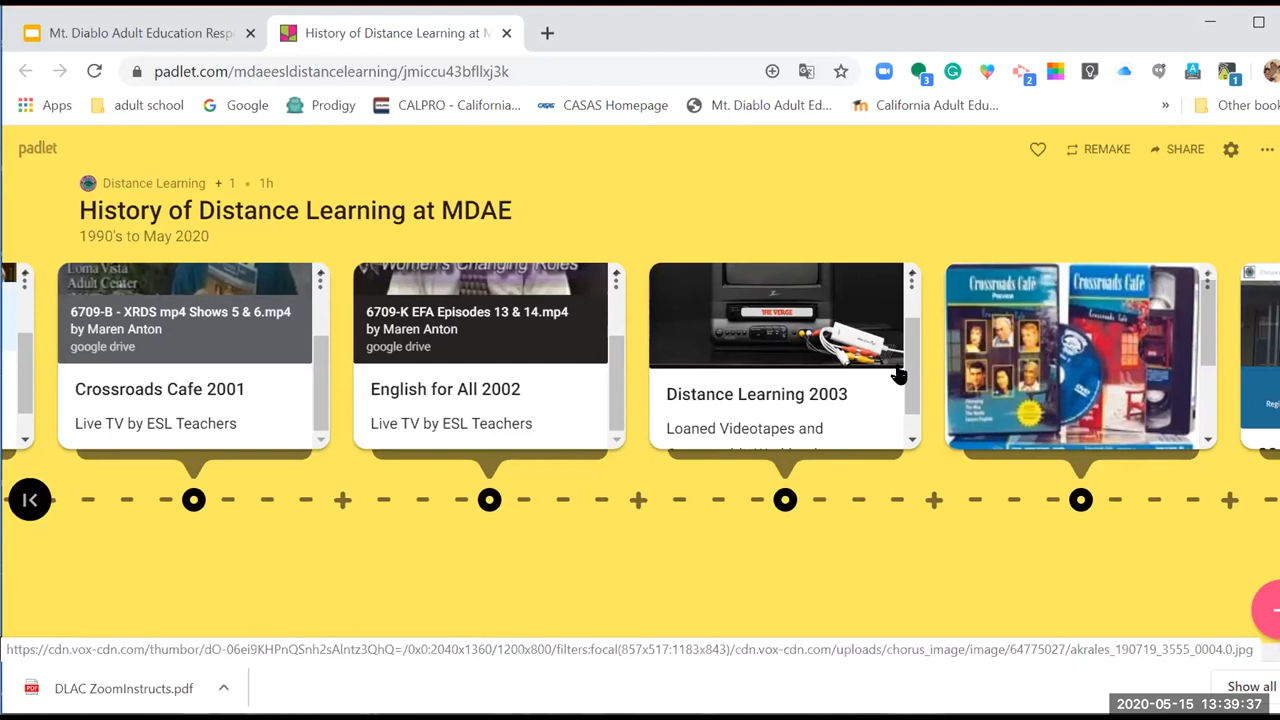 Mt. Diablo Adult Education Resp
History of Distance Learning at M
padlet.com/mdaeesldistancelearning/jmiccu43bfllxj3k
3
2
1
Apps
adult school
Google
Prodigy
CALPRO - California...
CASAS Homepage
Mt. Diablo Adult Ed...
California Adult Edu...
»
Other book
padlet
REMAKE
SHARE
Distance Learning + 1 • 1h
History of Distance Learning at MDAE
1990's to May 2020
Loma Vista
Adult Center
6709-B - XRDS mp4 Shows 5 & 6.mp4
by Maren Anton
google drive
Crossroads Cafe 2001
Live TV by ESL Teachers
Women's Changing Roles
6709-K EFA Episodes 13 & 14.mp4
by Maren Anton
google drive
English for All 2002
Live TV by ESL Teachers
THE VERGE
Distance Learning 2003
Loaned Videotapes and
Crossroads Café
Crossroads Café
DVD
Regi
https://cdn.vox-cdn.com/thumbor/dO-06ei9KHPnQSnh2sAlntz3QhQ=/0x0:2040x1360/1200x800/filters:focal(857x517:1183x843)/cdn.vox-cdn.com/uploads/chorus_image/image/64775027/akrales_190719_3555_0004.0.jpg
DLAC ZoomInstructs.pdf
Show all
2020-05-15 13:39:37